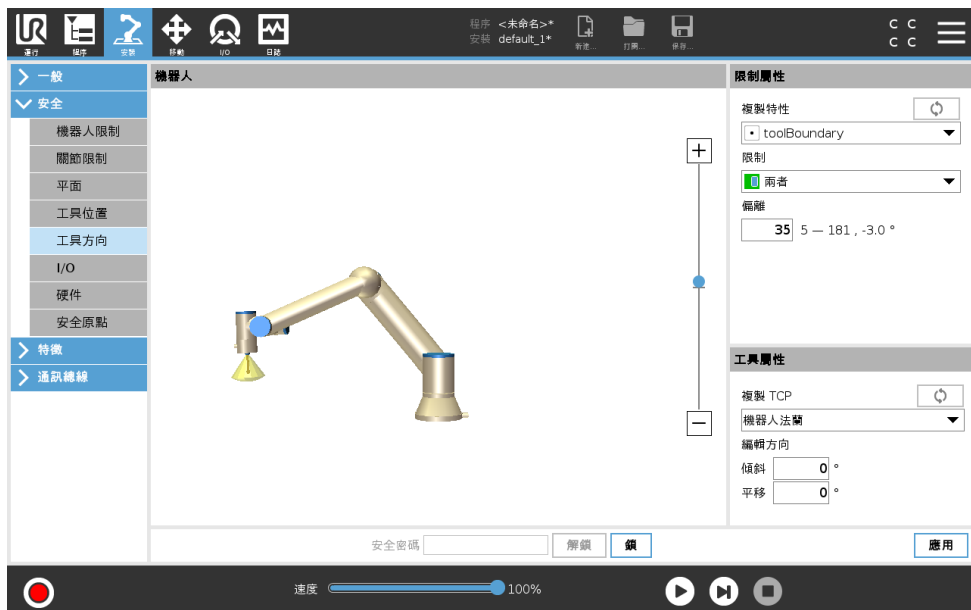 UR
運行
程序
安裝
移動
I/O
日誌
程序 <未命名>*
安裝 default_1*
新建...
打開...
保存...
C C
C C
一般
安全
機器人限制
關節限制
平面
工具位置
工具方向
I/O
硬件
安全原點
特徵
通訊總線
機器人
限制屬性
複製特性
toolBoundary
限制
兩者
偏離
35 5 — 181 , -3.0 °
工具屬性
複製 TCP
機器人法蘭
編輯方向
傾斜 0 °
平移 0 °
安全密碼 解鎖 鎖 應用
速度 100%